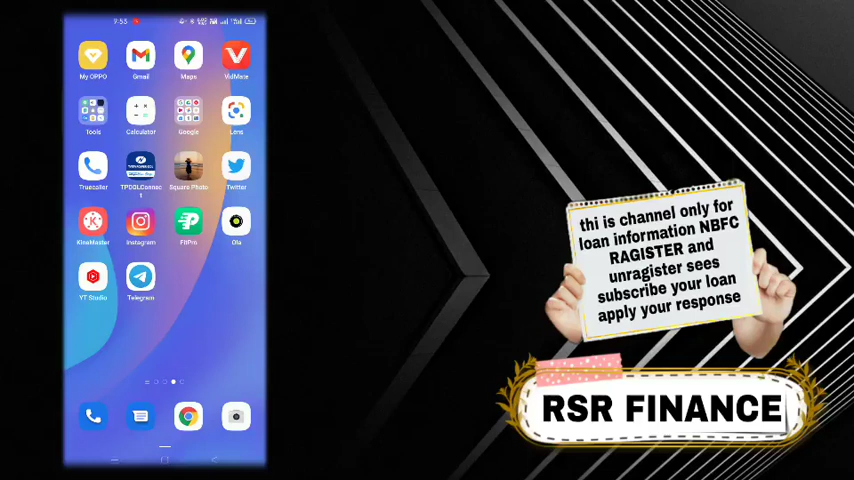 9:53
My OPPO
Gmail
Maps
VidMate
Tools
Calculator
Google
Lens
Truecaller
TPDDLConnec
t
Square Photo
Twitter
KineMaster
Instagram
FitPro
Ola
YT Studio
Telegram
thi is channel only for
loan information NBFC
RAGISTER and
unragister sees
subscribe your loan
apply your response
RSR FINANCE